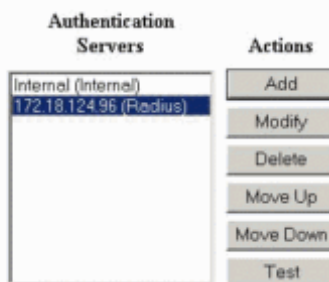 Authentication
Servers
Actions
Internal (Internal)
172.18.124.96 (Radius)
Add
Modify
Delete
Move Up
Move Down
Test